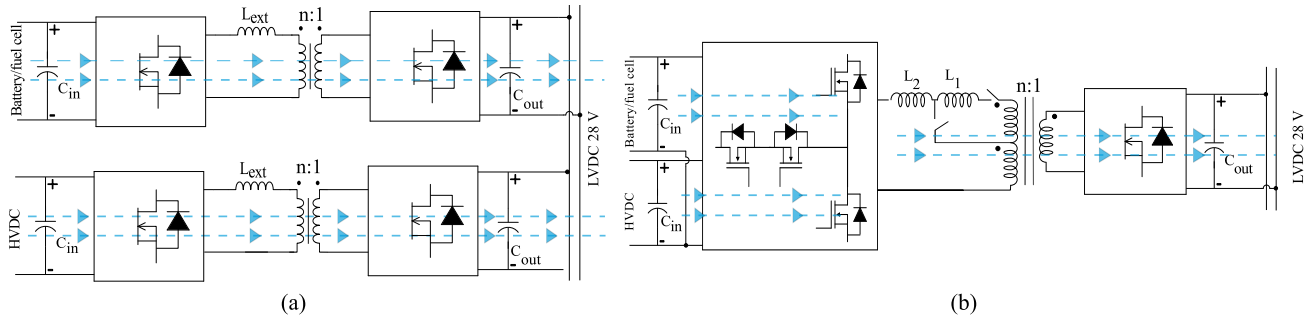 Battery/fuel cell
+
C_in
-
L_ext
n:1
+
C_out
-
HVDC
+
C_in
-
L_ext
n:1
+
C_out
-
LVDC 28 V
(a)
Battery/fuel cell
+
C_in
-
HVDC
+
C_in
-
L_2
L_1
n:1
+
C_out
-
LVDC 28 V
(b)